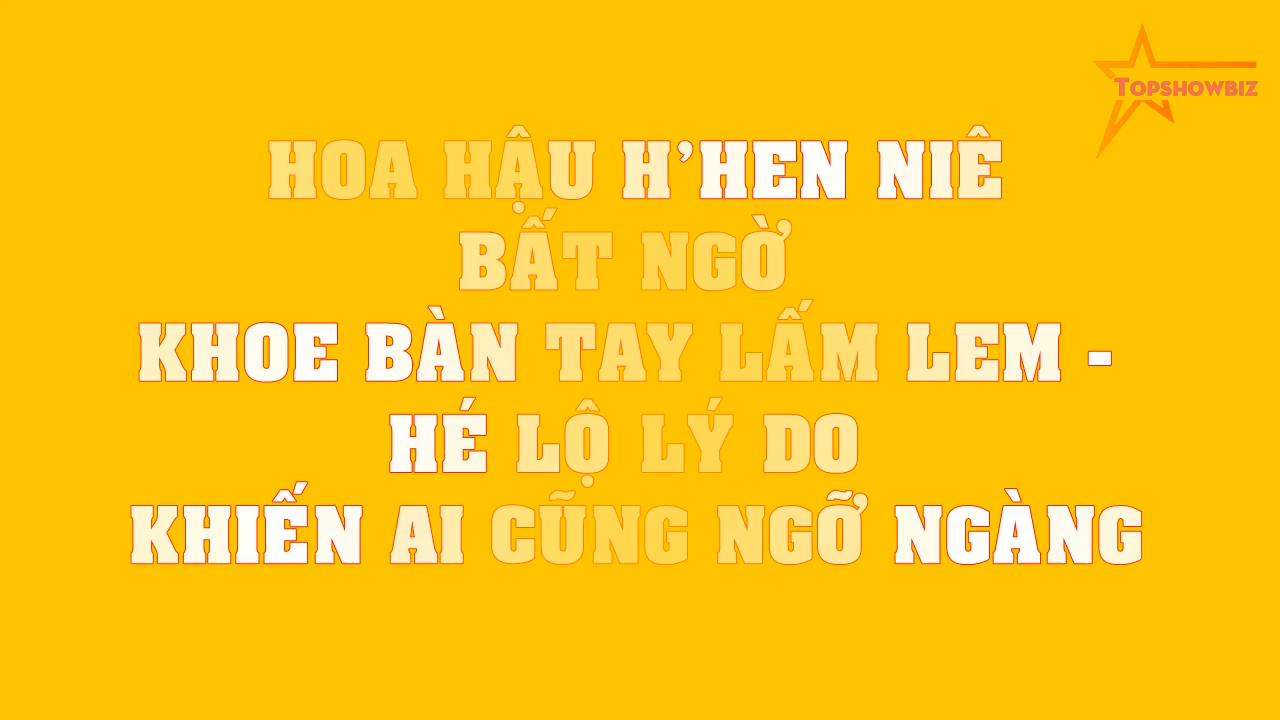 TOPSHOWBIZ
HOA HẬU H’HEN NIÊ
BẤT NGỜ
KHOE BÀN TAY LẤM LEM -
HÉ LỘ LÝ DO
KHIẾN AI CŨNG NGỠ NGÀNG